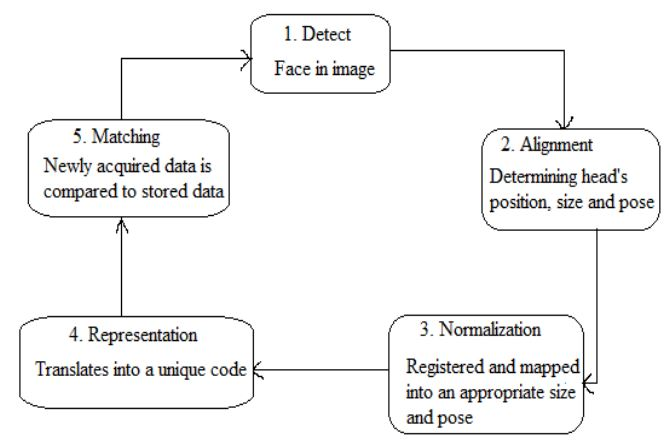 1. Detect
Face in image
2. Alignment
Determining head's
position, size and pose
3. Normalization
Registered and mapped
into an appropriate size
and pose
4. Representation
Translates into a unique code
5. Matching
Newly acquired data is
compared to stored data